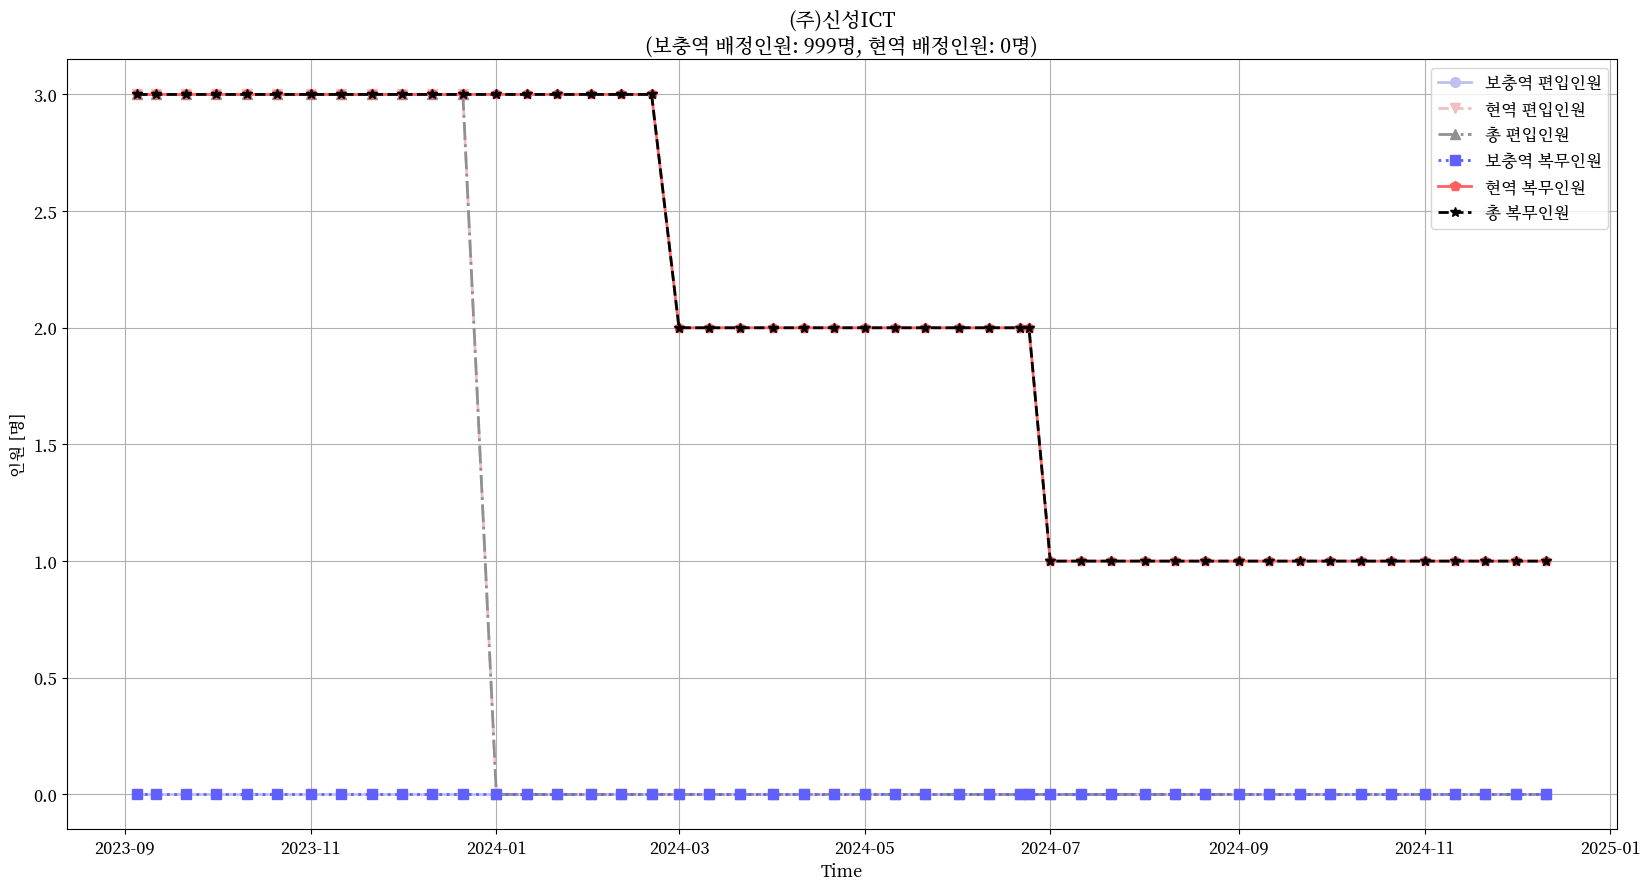 (주)신성ICT
(보충역 배정인원: 999명, 현역 배정인원: 0명)
보충역 편입인원
현역 편입인원
총 편입인원
보충역 복무인원
현역 복무인원
총 복무인원
인원 [명]
3.0
2.5
2.0
1.5
1.0
0.5
0.0
2023-09
2023-11
2024-01
2024-03
2024-05
2024-07
2024-09
2024-11
2025-01
Time